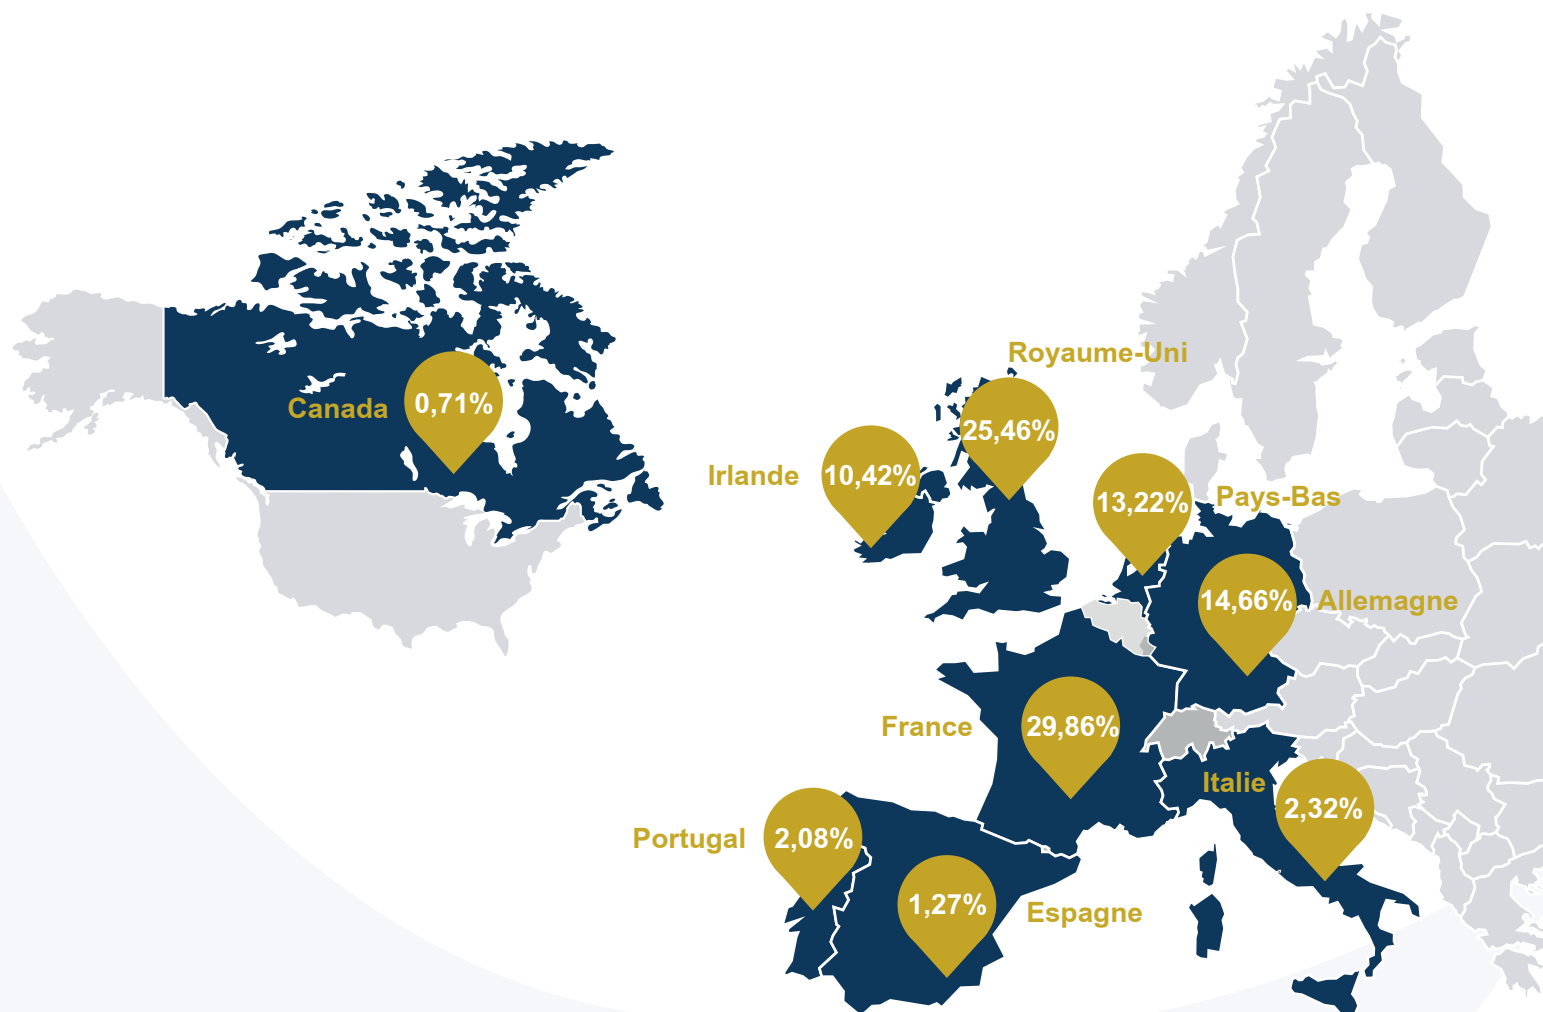 Royaume-Uni
25,46%
Canada
0,71%
Irlande
10,42%
13,22%
Pays-Bas
14,66%
Allemagne
France
29,86%
Italie
2,32%
Portugal
2,08%
1,27%
Espagne